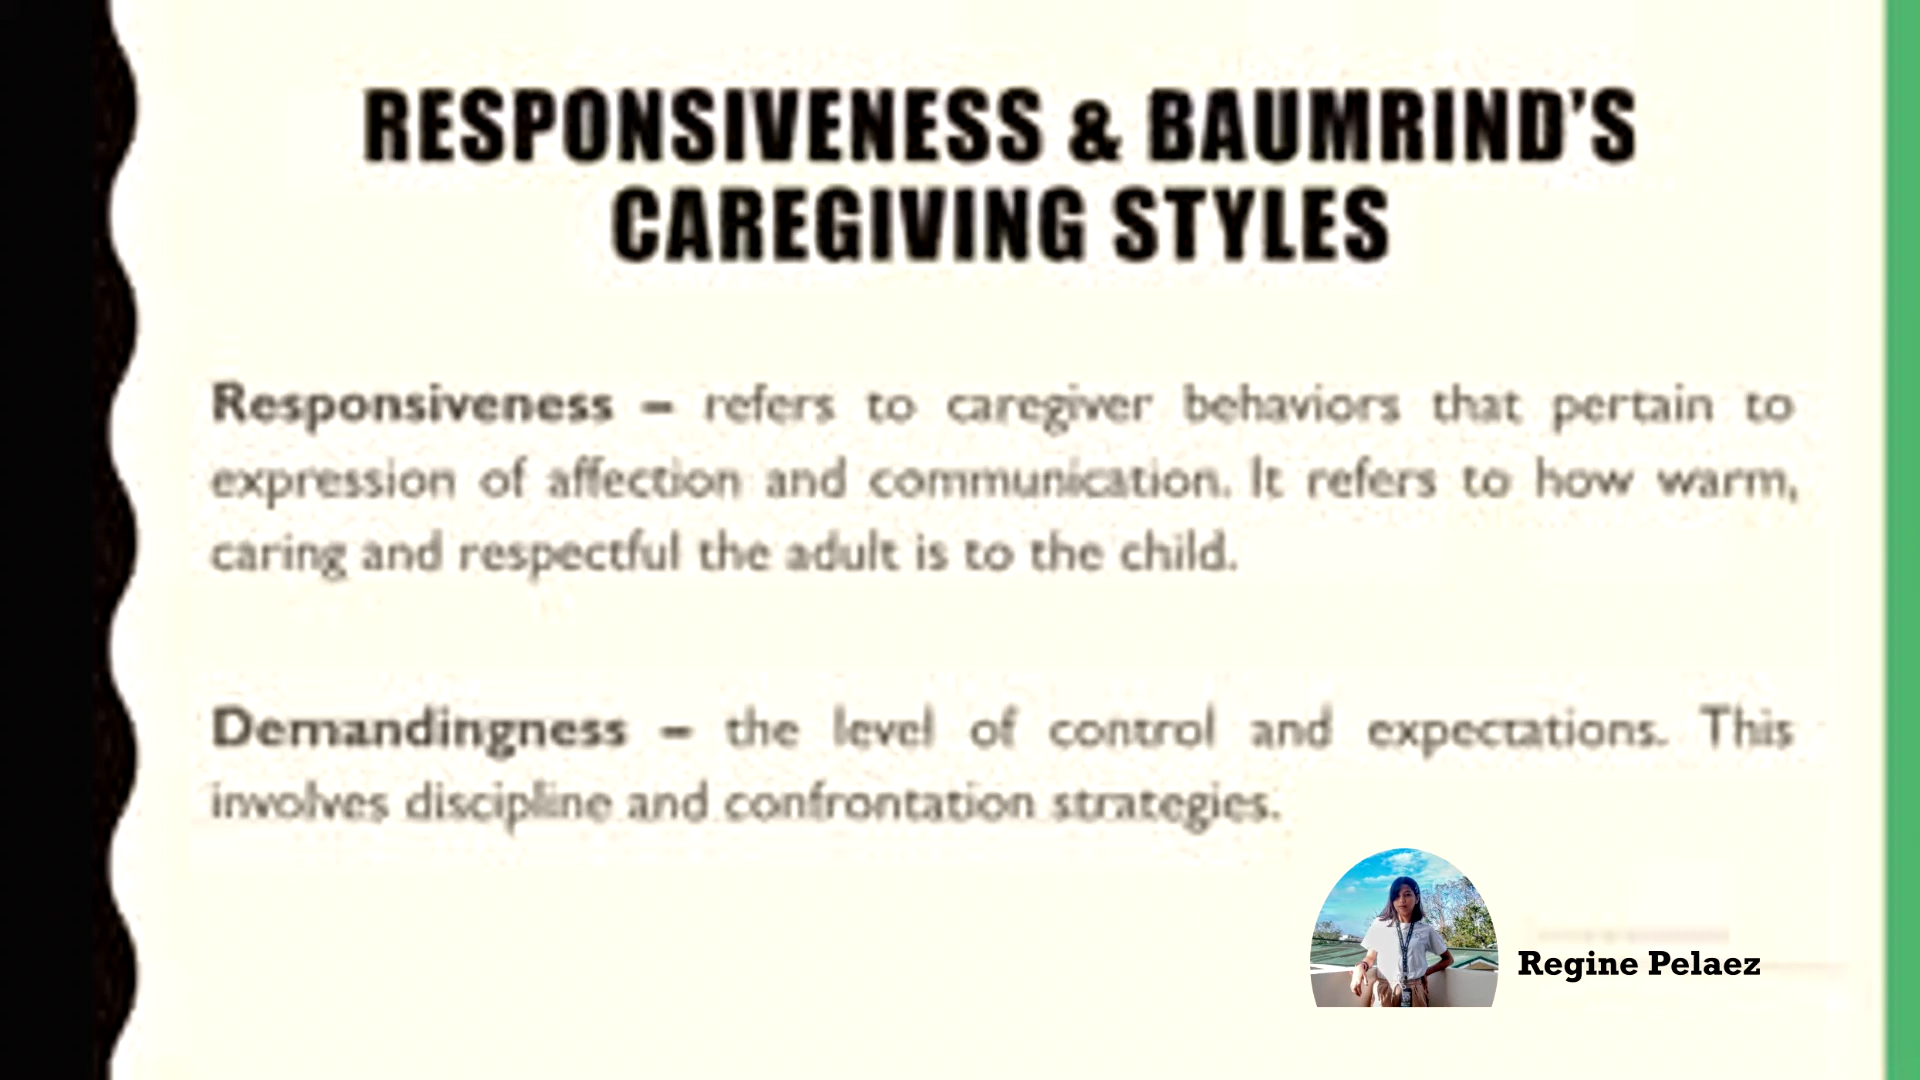 RESPONSIVENESS & BAUMRIND'S
CAREGIVING STYLES
Responsiveness – refers to caregiver behaviors that pertain to
expression of affection and communication. It refers to how warm,
caring and respectful the adult is to the child.
Demandingness – the level of control and expectations. This
involves discipline and confrontation strategies.
Regine Pelaez